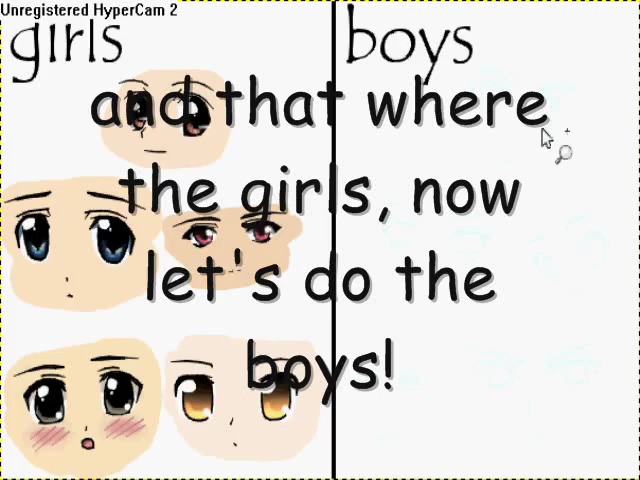 Unregistered HyperCam 2
girls
boys
and that where
the girls, now
let's do the
boys!